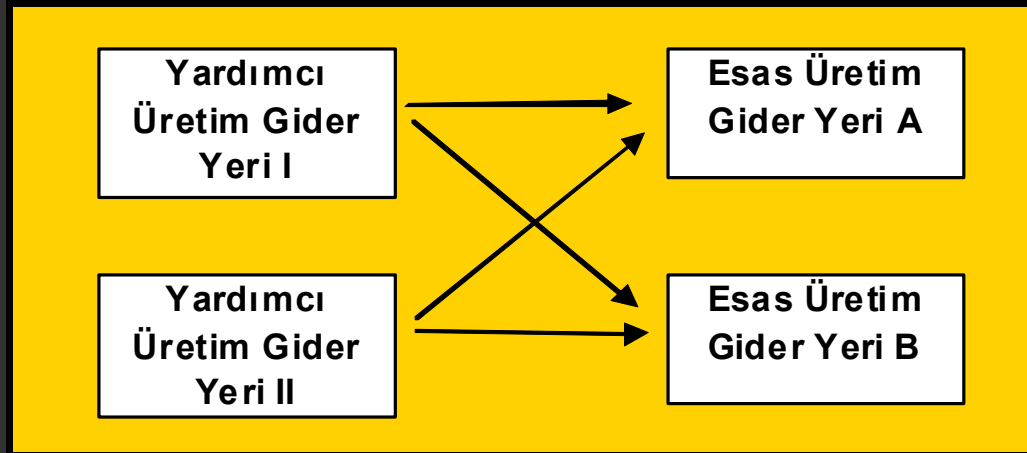 Yardımcı
Üretim Gider
Yeri I
Esas Üretim
Gider Yeri A
Yardımcı
Üretim Gider
Yeri II
Esas Üretim
Gider Yeri B